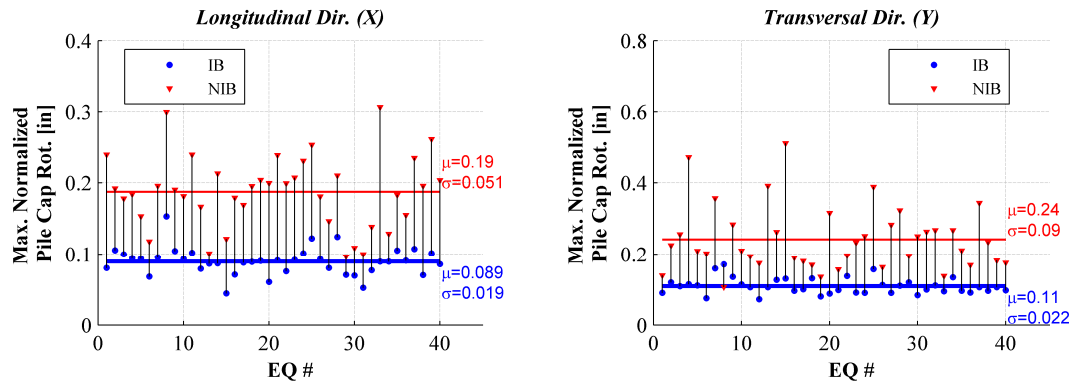 Longitudinal Dir. (X)
Max. Normalized
Pile Cap Rot. [in]
0.4
0.3
0.2
0.1
0
IB
NIB
μ=0.19
σ=0.051
μ=0.089
σ=0.019
0
10
20
30
40
EQ #
Transversal Dir. (Y)
Max. Normalized
Pile Cap Rot. [in]
0.8
0.6
0.4
0.2
0
IB
NIB
μ=0.24
σ=0.09
μ=0.11
σ=0.022
0
10
20
30
40
EQ #